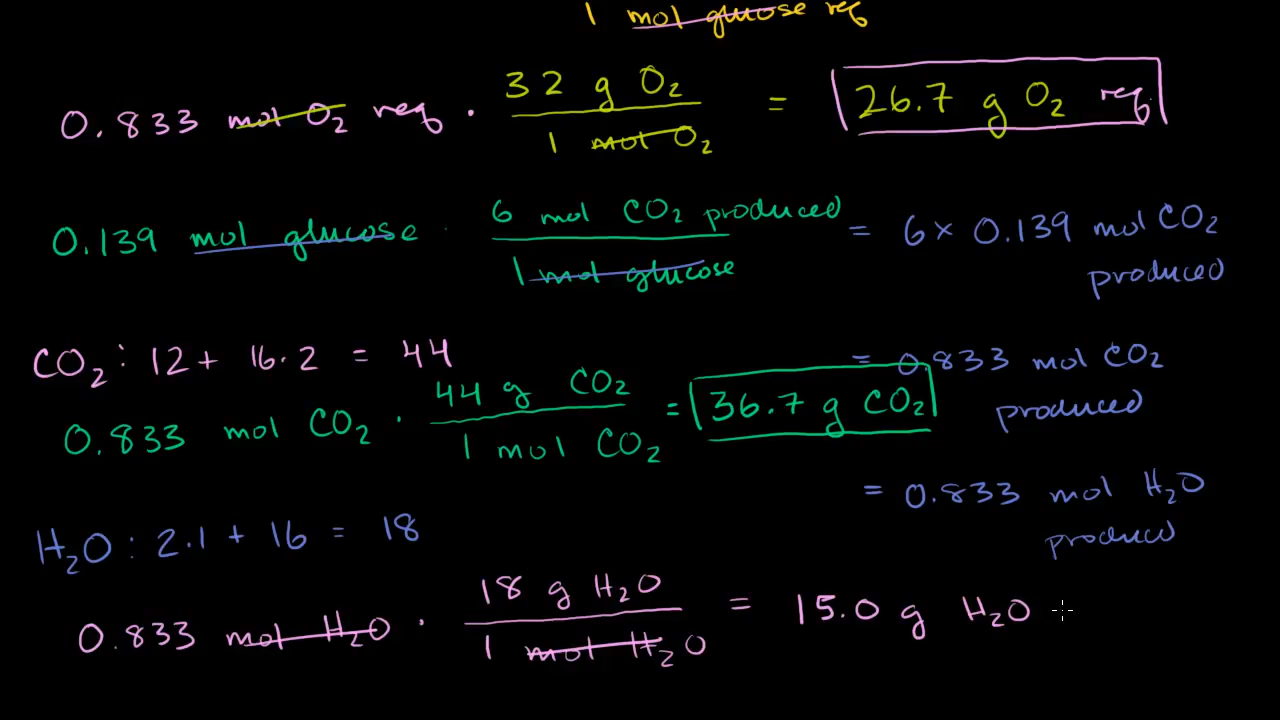 1 mol glucose req
0.833 mol O₂ req · 32 g O₂ / 1 mol O₂ = 26.7 g O₂ req
0.139 mol glucose · 6 mol CO₂ produced / 1 mol glucose = 6 × 0.139 mol CO₂
produced
CO₂ : 12 + 16·2 = 44
= 0.833 mol CO₂
produced
0.833 mol CO₂ · 44 g CO₂ / 1 mol CO₂ = 36.7 g CO₂
= 0.833 mol H₂O
produced
H₂O : 2·1 + 16 = 18
0.833 mol H₂O · 18 g H₂O / 1 mol H₂O = 15.0 g H₂O